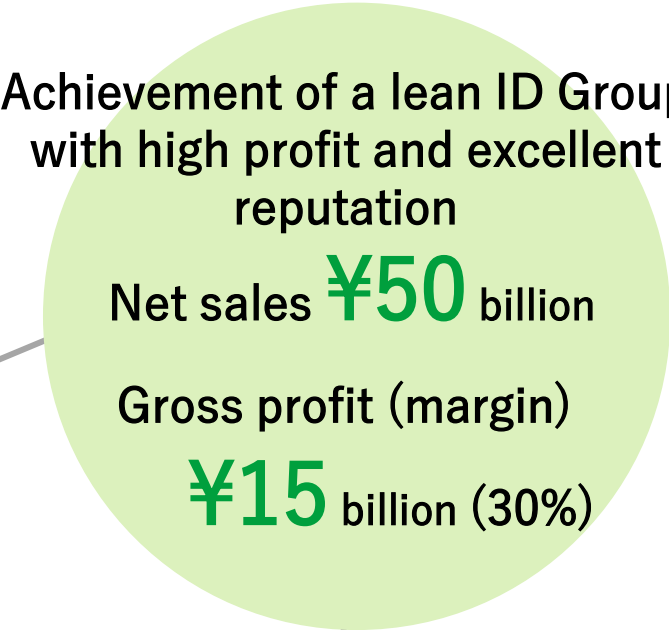 Achievement of a lean ID Group
with high profit and excellent
reputation
Net sales ¥50 billion
Gross profit (margin)
¥15 billion (30%)